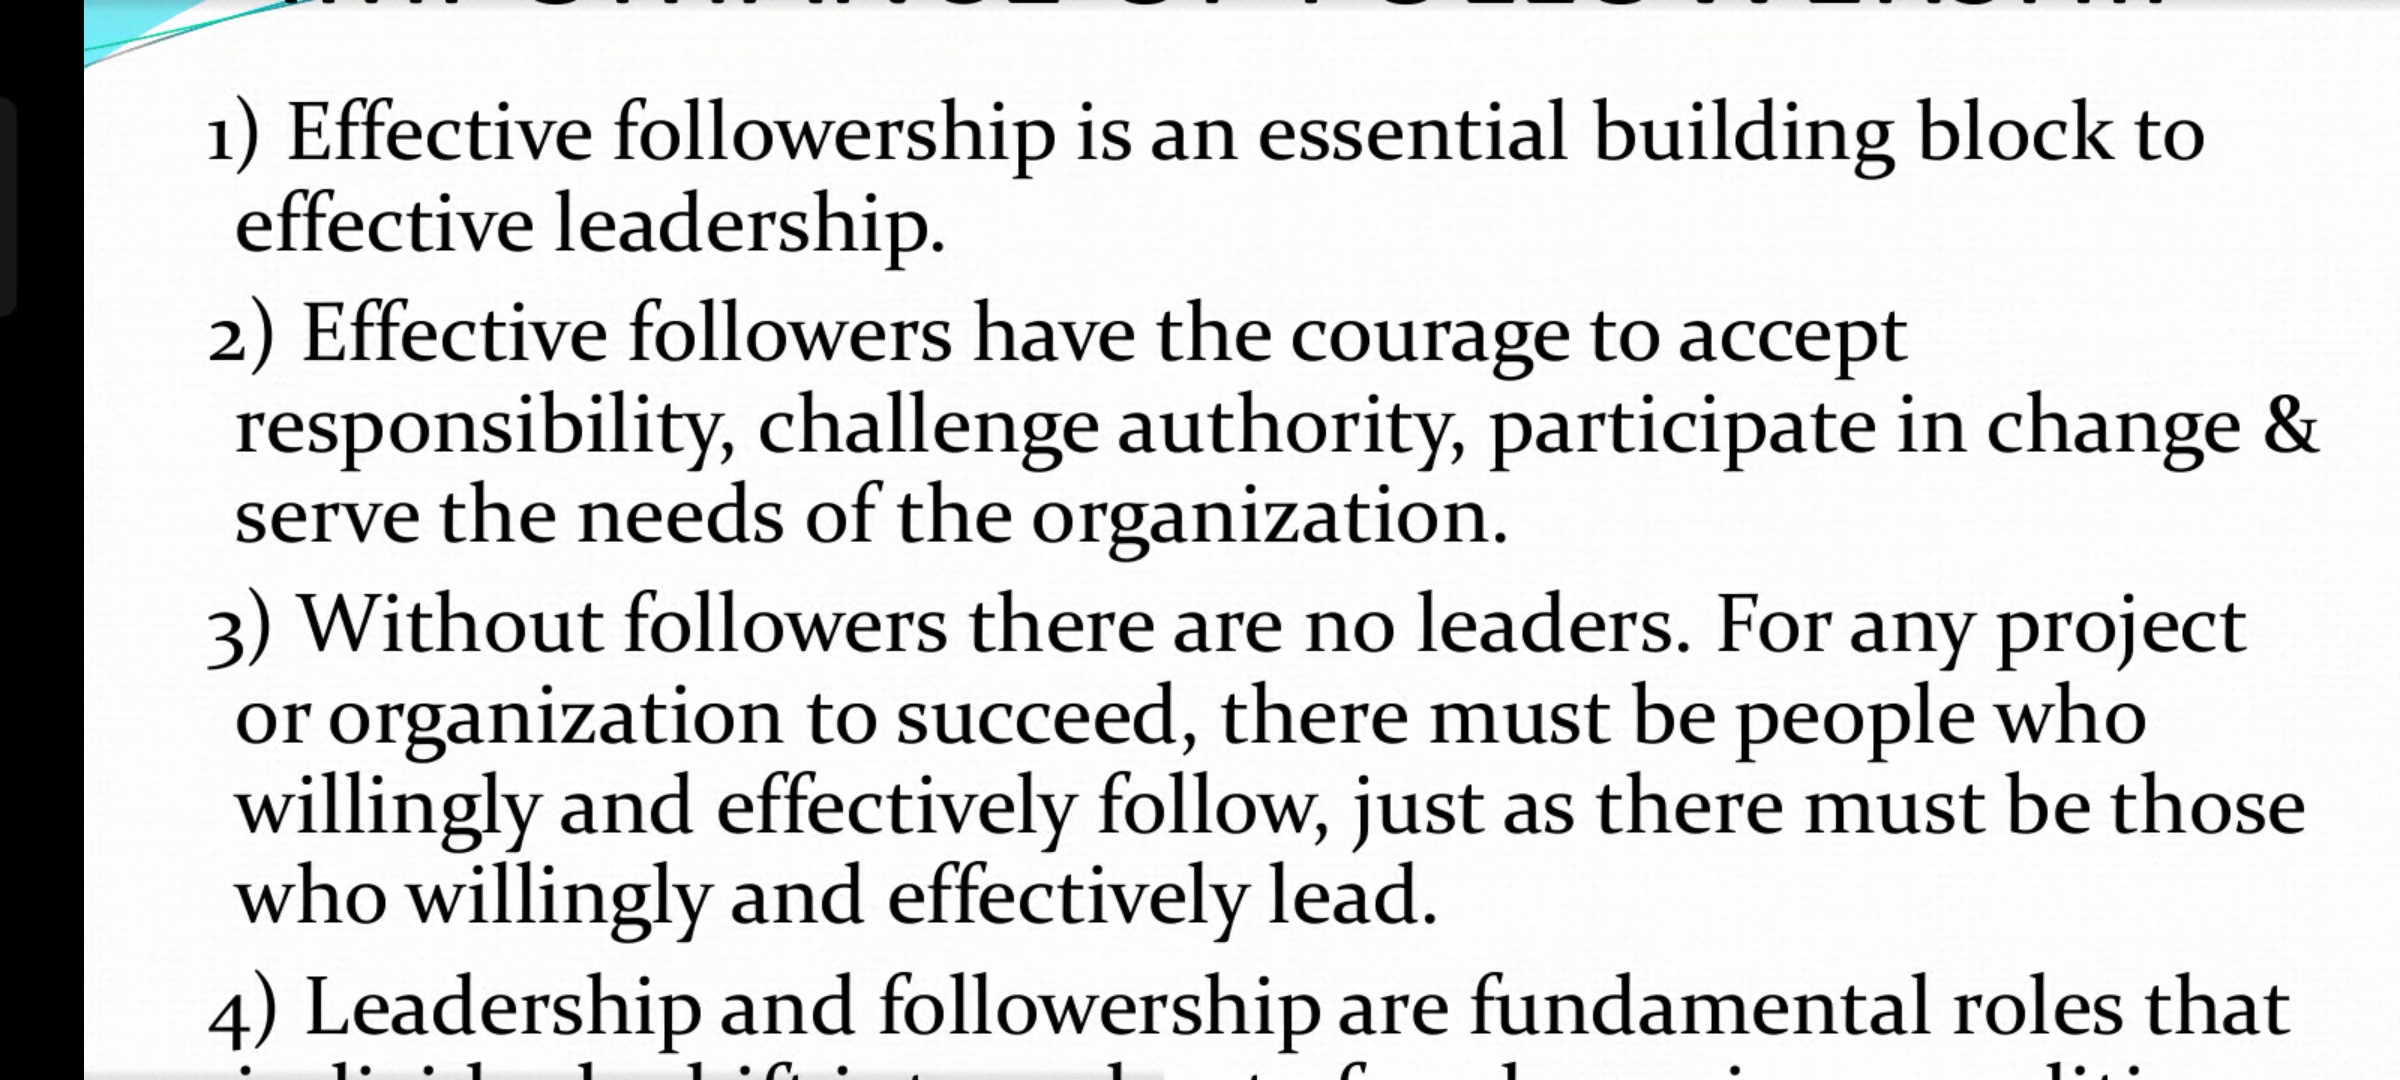 1) Effective followership is an essential building block to
effective leadership.
2) Effective followers have the courage to accept
responsibility, challenge authority, participate in change &
serve the needs of the organization.
3) Without followers there are no leaders. For any project
or organization to succeed, there must be people who
willingly and effectively follow, just as there must be those
who willingly and effectively lead.
4) Leadership and followership are fundamental roles that